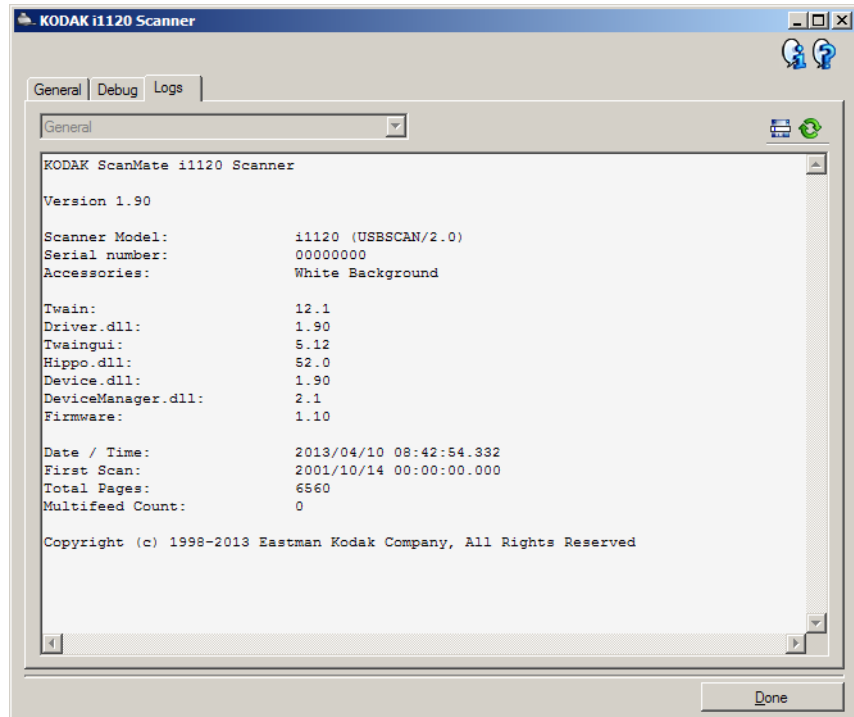 KODAK i1120 Scanner
General Debug Logs
General
KODAK ScanMate i1120 Scanner
Version 1.90
Scanner Model: i1120 (USBSCAN/2.0)
Serial number: 00000000
Accessories: White Background
Twain: 12.1
Driver.dll: 1.90
Twaingui: 5.12
Hippo.dll: 52.0
Device.dll: 1.90
DeviceManager.dll: 2.1
Firmware: 1.10
Date / Time: 2013/04/10 08:42:54.332
First Scan: 2001/10/14 00:00:00.000
Total Pages: 6560
Multifeed Count: 0
Copyright (c) 1998-2013 Eastman Kodak Company, All Rights Reserved
Done